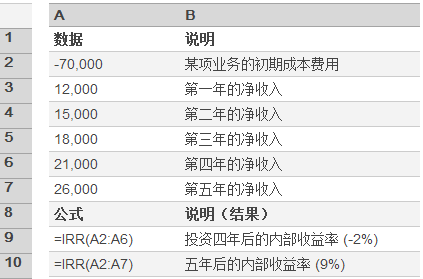 A B
1 数据 说明
2 -70,000 某项业务的初期成本费用
3 12,000 第一年的净收入
4 15,000 第二年的净收入
5 18,000 第三年的净收入
6 21,000 第四年的净收入
7 26,000 第五年的净收入
8 公式 说明（结果）
9 =IRR(A2:A6) 投资四年后的内部收益率 (-2%)
10 =IRR(A2:A7) 五年后的内部收益率 (9%)